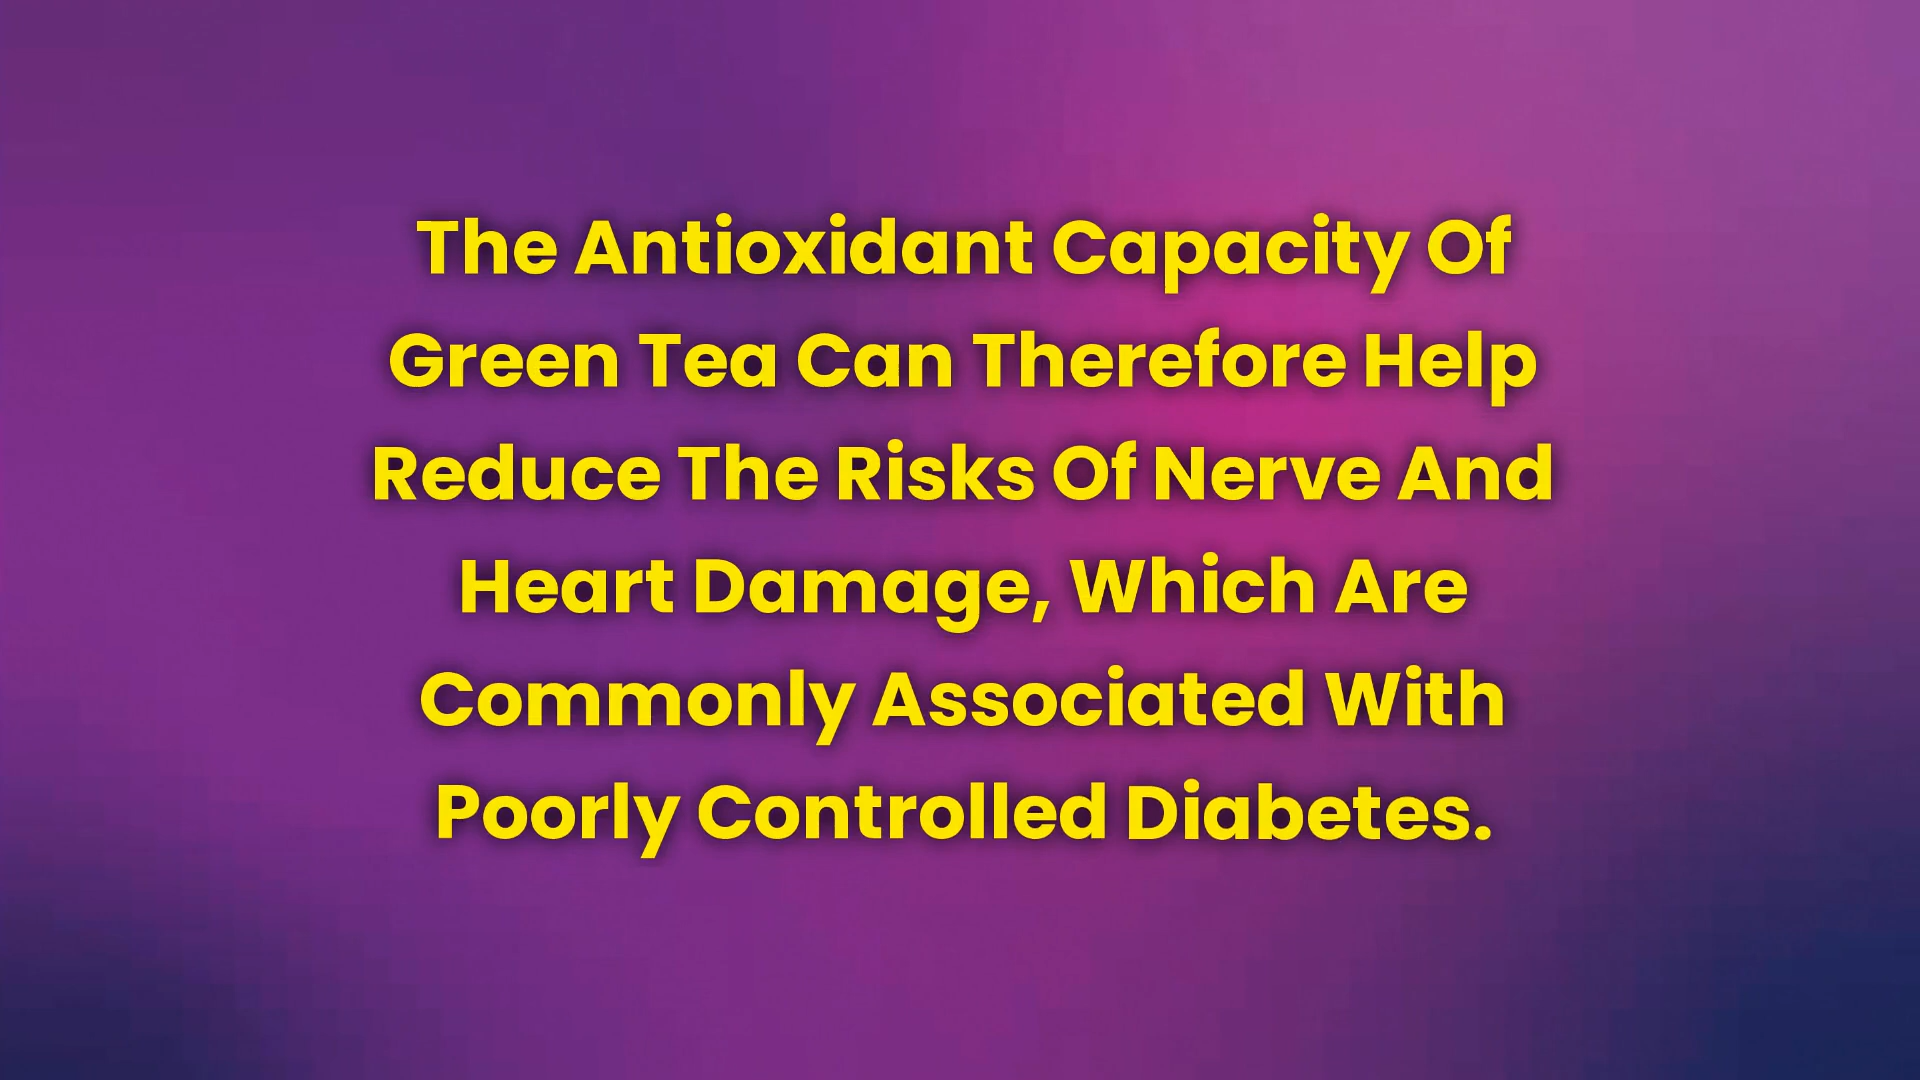 The Antioxidant Capacity Of
Green Tea Can Therefore Help
Reduce The Risks Of Nerve And
Heart Damage, Which Are
Commonly Associated With
Poorly Controlled Diabetes.